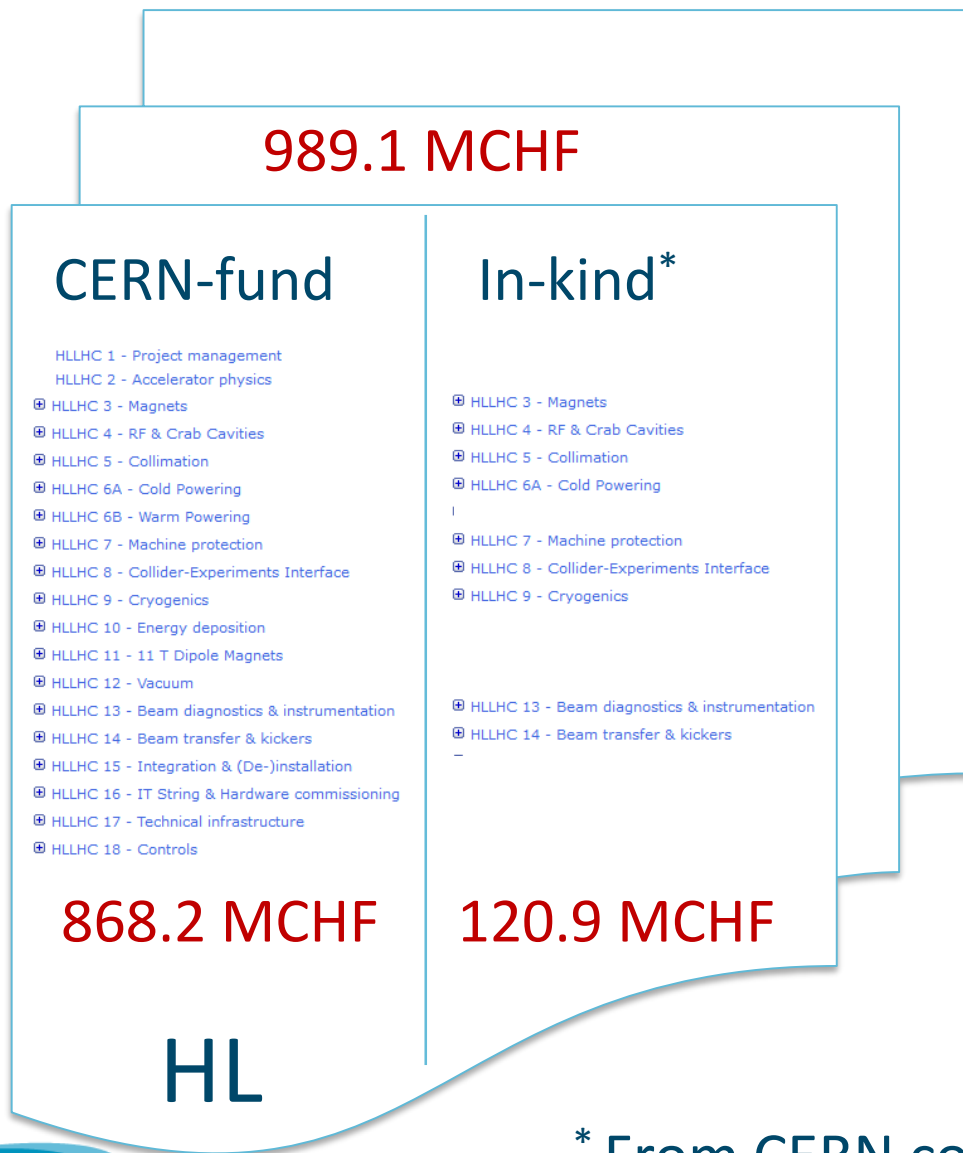 989.1 MCHF
CERN-fund
HLLHC 1 - Project management
HLLHC 2 - Accelerator physics
HLLHC 3 - Magnets
HLLHC 4 - RF & Crab Cavities
HLLHC 5 - Collimation
HLLHC 6A - Cold Powering
HLLHC 6B - Warm Powering
HLLHC 7 - Machine protection
HLLHC 8 - Collider-Experiments Interface
HLLHC 9 - Cryogenics
HLLHC 10 - Energy deposition
HLLHC 11 - 11 T Dipole Magnets
HLLHC 12 - Vacuum
HLLHC 13 - Beam diagnostics & instrumentation
HLLHC 14 - Beam transfer & kickers
HLLHC 15 - Integration & (De-)installation
HLLHC 16 - IT String & Hardware commissioning
HLLHC 17 - Technical infrastructure
HLLHC 18 - Controls
868.2 MCHF
HL
In-kind*
HLLHC 3 - Magnets
HLLHC 4 - RF & Crab Cavities
HLLHC 5 - Collimation
HLLHC 6A - Cold Powering
HLLHC 7 - Machine protection
HLLHC 8 - Collider-Experiments Interface
HLLHC 9 - Cryogenics
HLLHC 13 - Beam diagnostics & instrumentation
HLLHC 14 - Beam transfer & kickers
120.9 MCHF
* From CERN